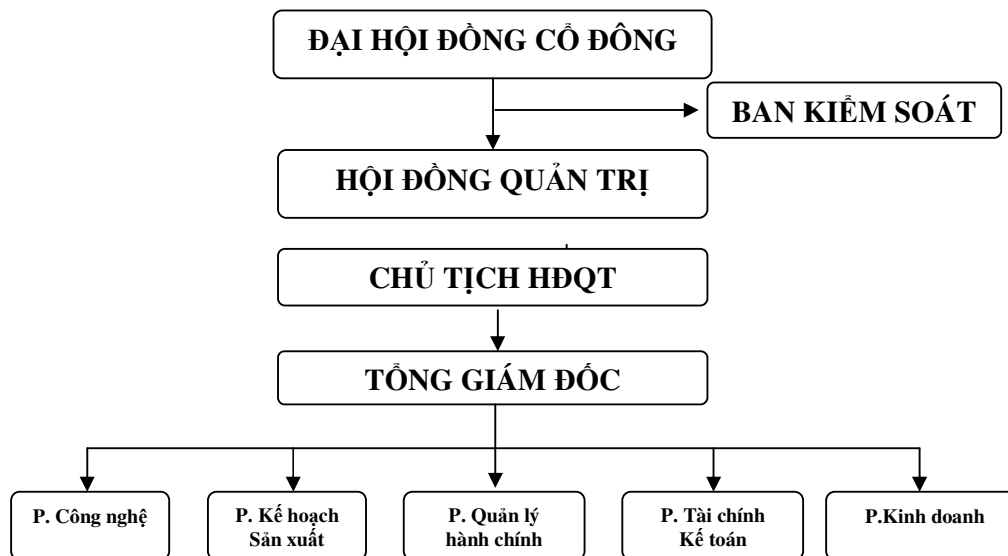 ĐẠI HỘI ĐỒNG CỔ ĐÔNG
BAN KIỂM SOÁT
HỘI ĐỒNG QUẢN TRỊ
CHỦ TỊCH HĐQT
TỔNG GIÁM ĐỐC
P. Công nghệ
P. Kế hoạch
Sản xuất
P. Quản lý
hành chính
P. Tài chính
Kế toán
P.Kinh doanh